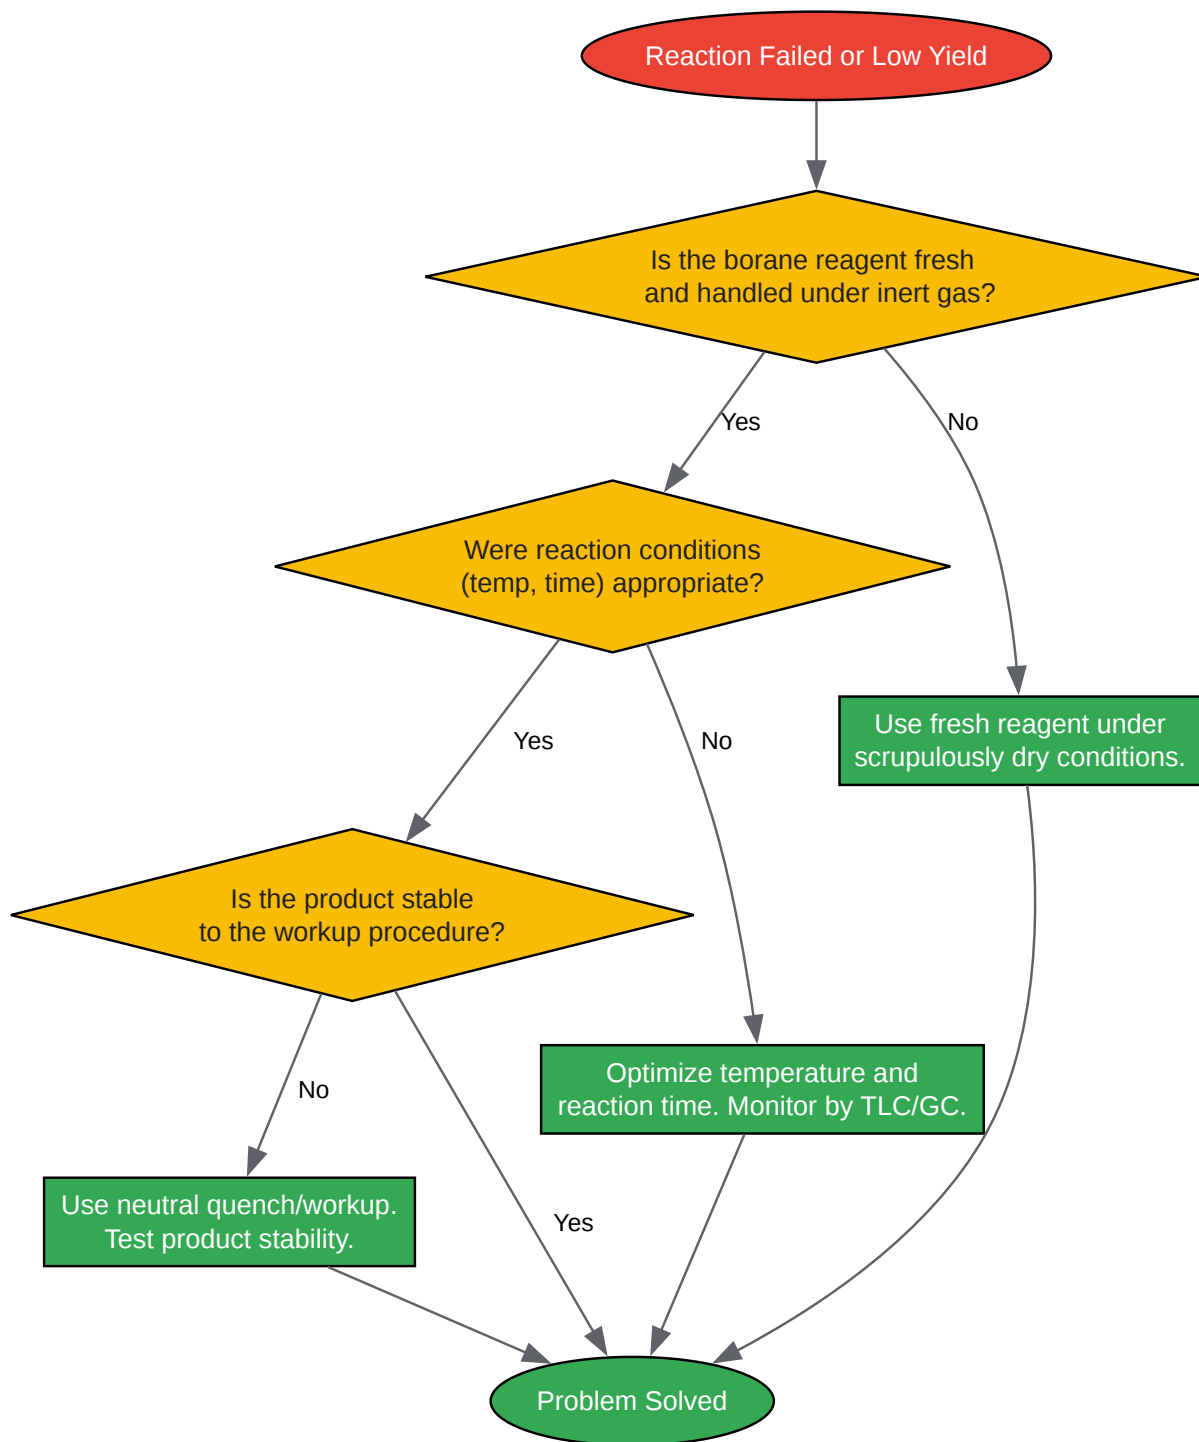 Reaction Failed or Low Yield
Is the borane reagent fresh
and handled under inert gas?
Yes
No
Were reaction conditions
(temp, time) appropriate?
Use fresh reagent under
scrupulously dry conditions.
Yes
No
Is the product stable
to the workup procedure?
Optimize temperature and
reaction time. Monitor by TLC/GC.
No
Use neutral quench/workup.
Test product stability.
Yes
Problem Solved